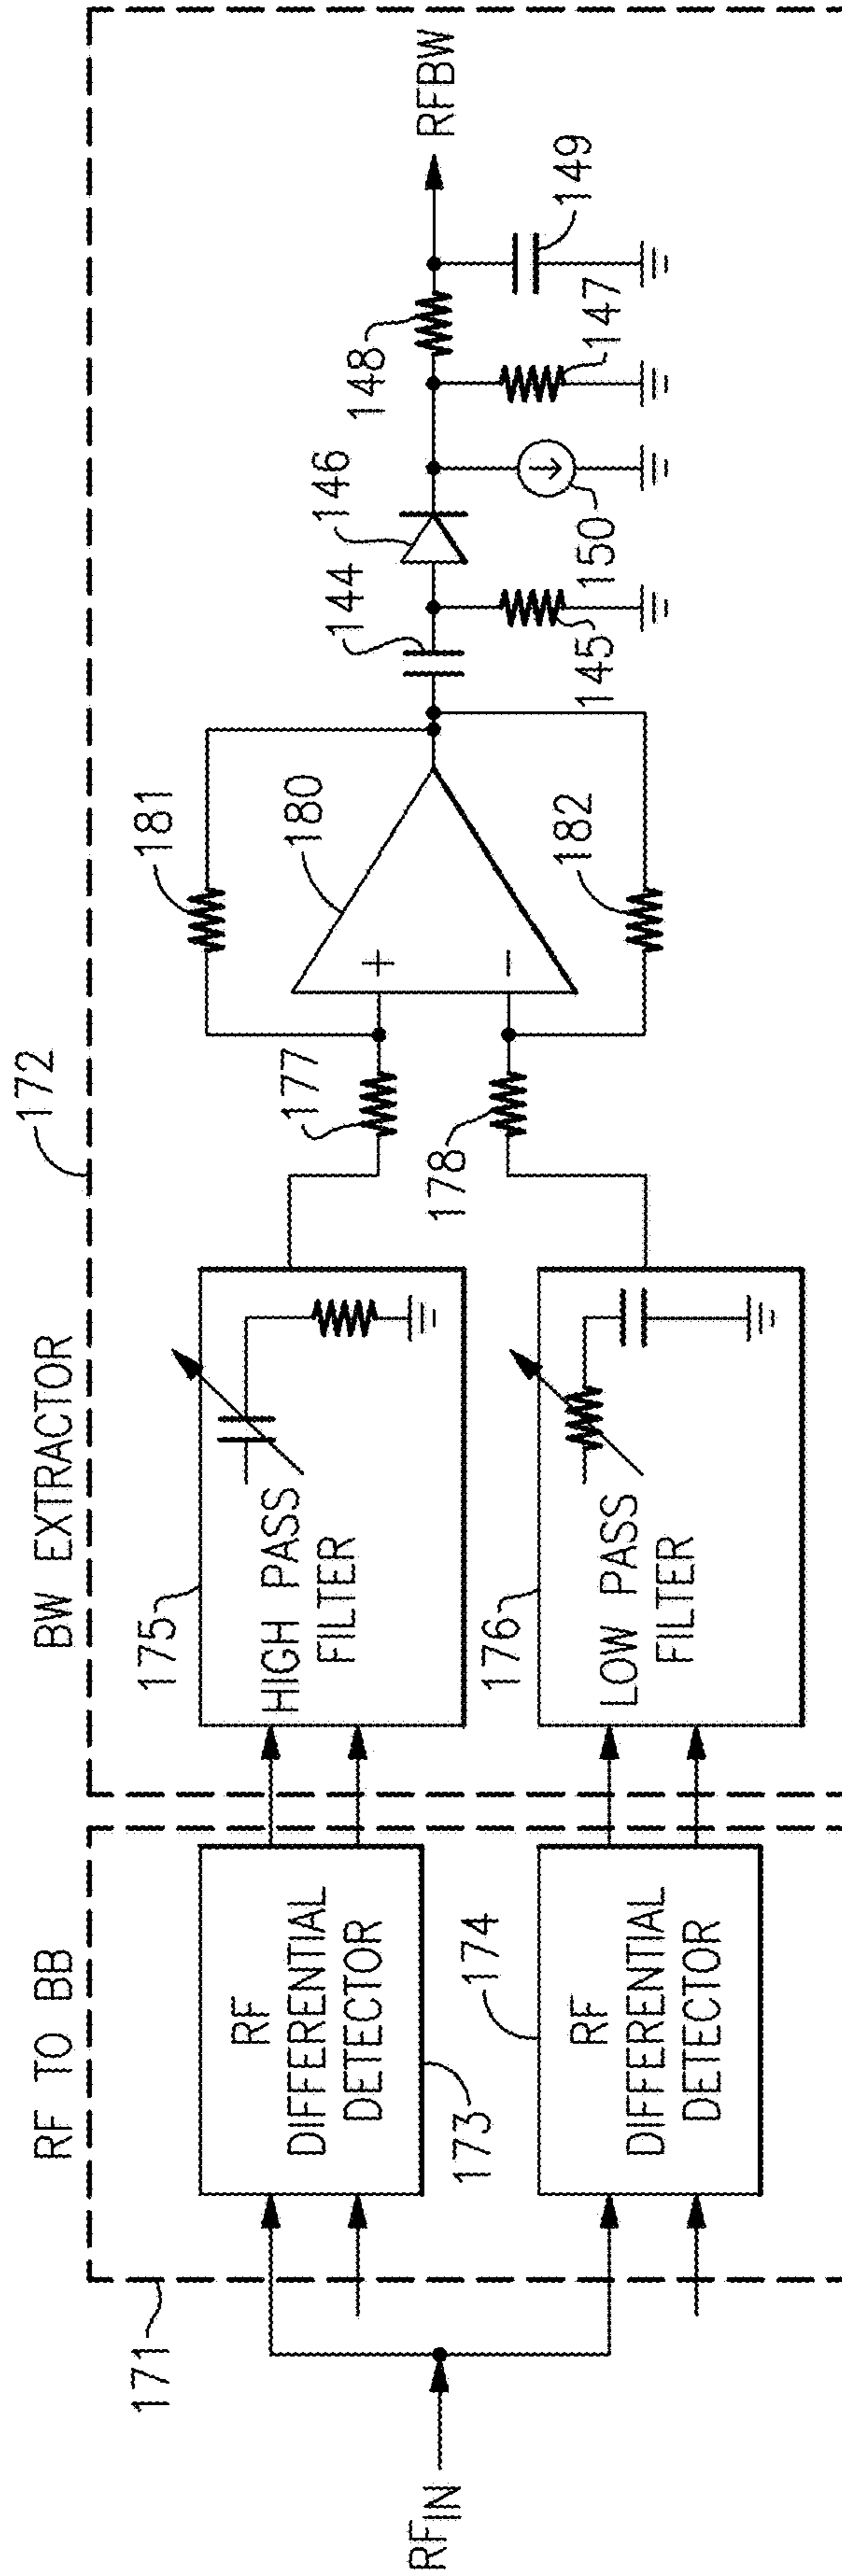 RF TO BB
BW EXTRACTOR
172
171
RF
DIFFERENTIAL
DETECTOR
173
175
HIGH PASS
FILTER
177
181
180
+
−
144
146
148
RFBW
RFIN
174
RF
DIFFERENTIAL
DETECTOR
176
LOW PASS
FILTER
178
182
145
150
147
149